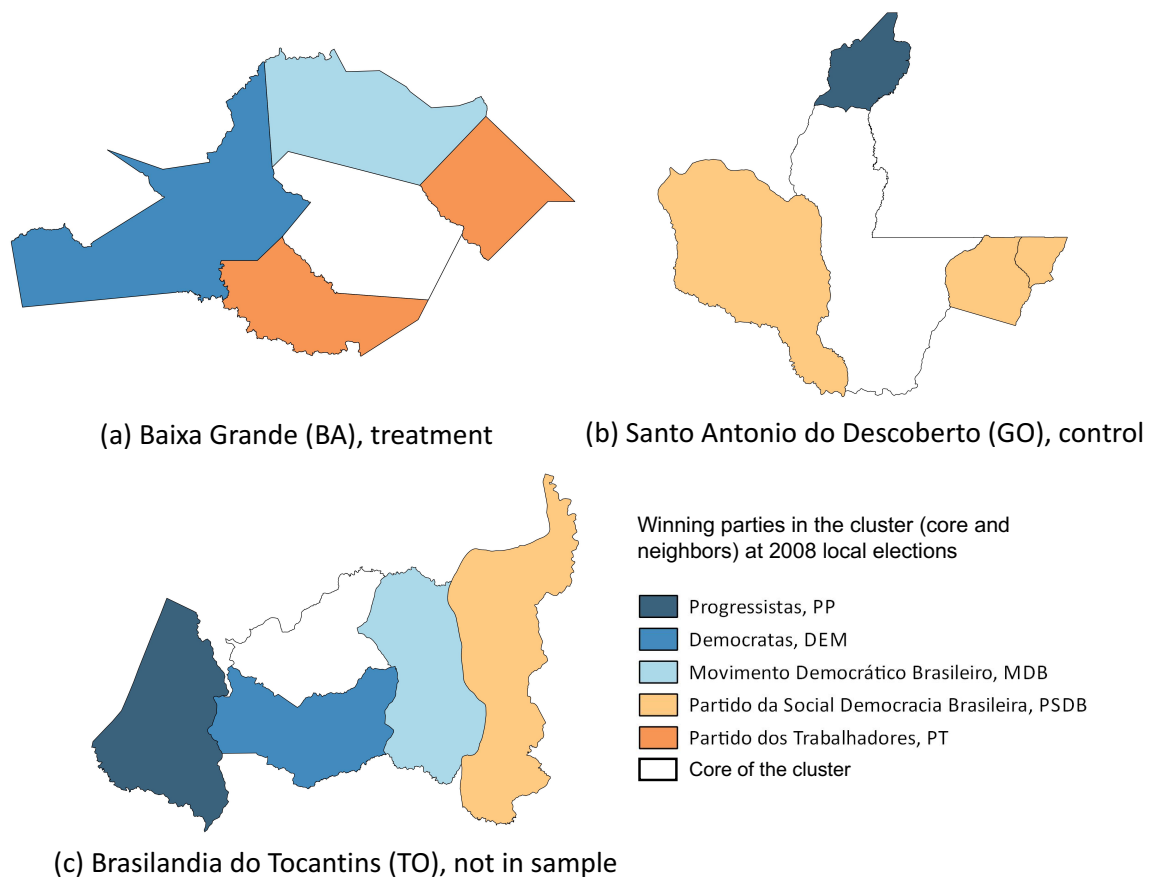 (a) Baixa Grande (BA), treatment
(b) Santo Antonio do Descoberto (GO), control
Winning parties in the cluster (core and
neighbors) at 2008 local elections
Progressistas, PP
Democratas, DEM
Movimento Democrático Brasileiro, MDB
Partido da Social Democracia Brasileira, PSDB
Partido dos Trabalhadores, PT
Core of the cluster
(c) Brasilandia do Tocantins (TO), not in sample